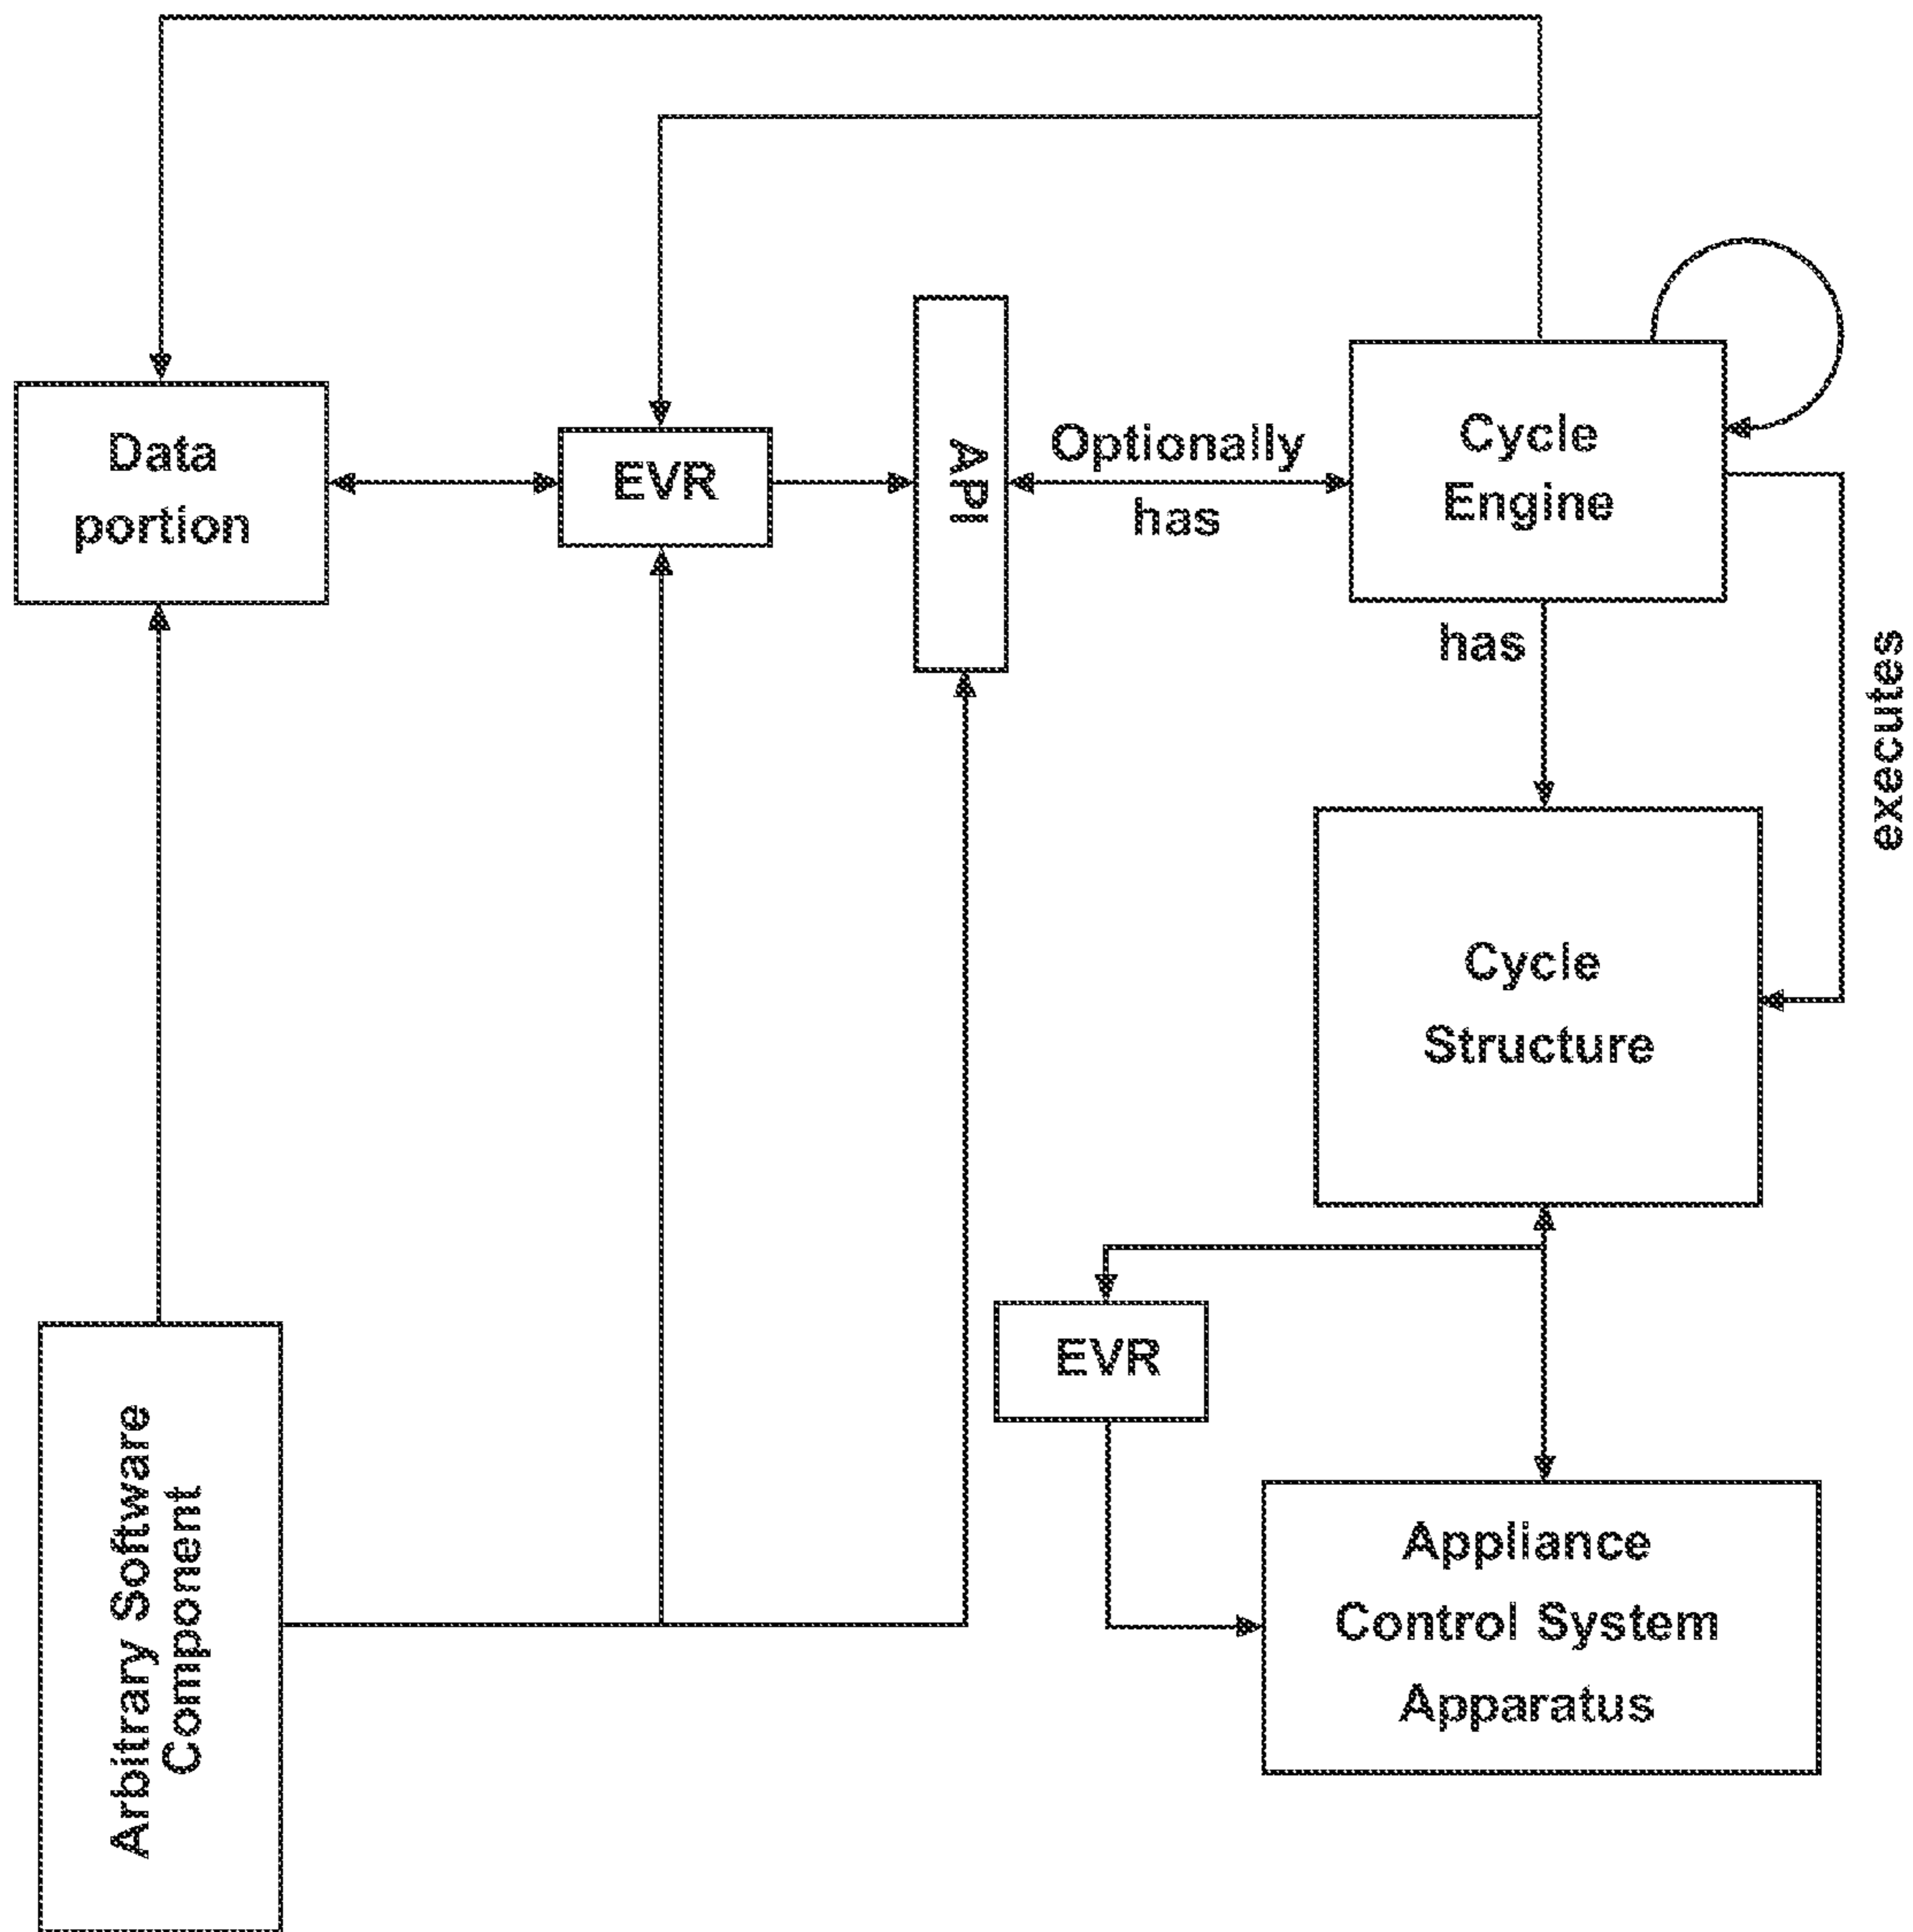 Data
portion
EVR
API
Optionally
has
Cycle
Engine
has
executes
Cycle
Structure
EVR
Arbitrary Software
Component
Appliance
Control System
Apparatus